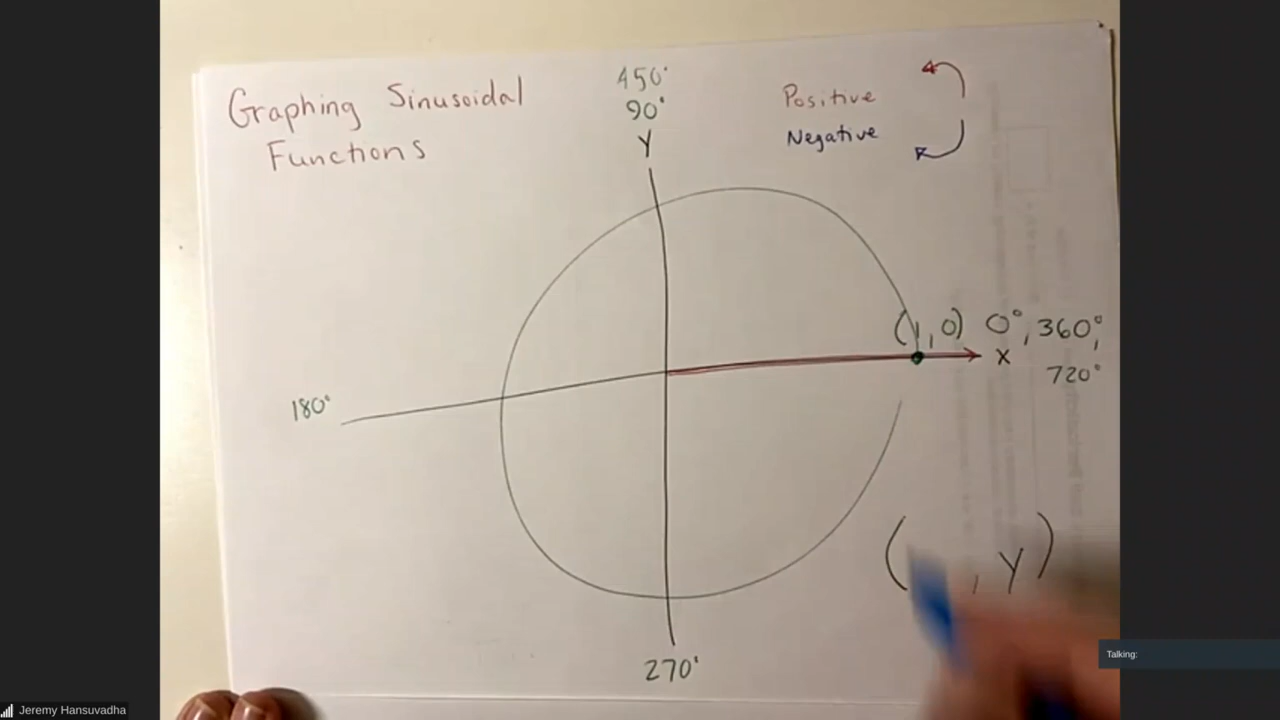 Graphing Sinusoidal
Functions
450°
90°
Y
Positive
Negative
(1,0) 0°, 360°,
X
720°
180°
( , Y)
270°
Talking:
Jeremy Hansuvadha